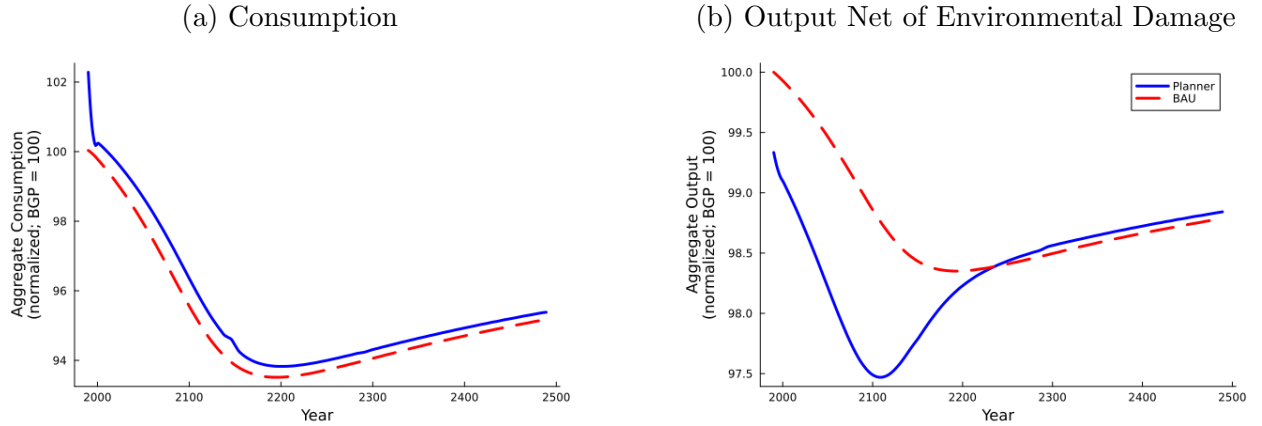 (a) Consumption
Aggregate Consumption
(normalized; BGP = 100)
102
100
98
96
94
2000
2100
2200
2300
2400
2500
Year
(b) Output Net of Environmental Damage
Aggregate Output
(normalized; BGP = 100)
100.0
99.5
99.0
98.5
98.0
97.5
2000
2100
2200
2300
2400
2500
Year
Planner
BAU